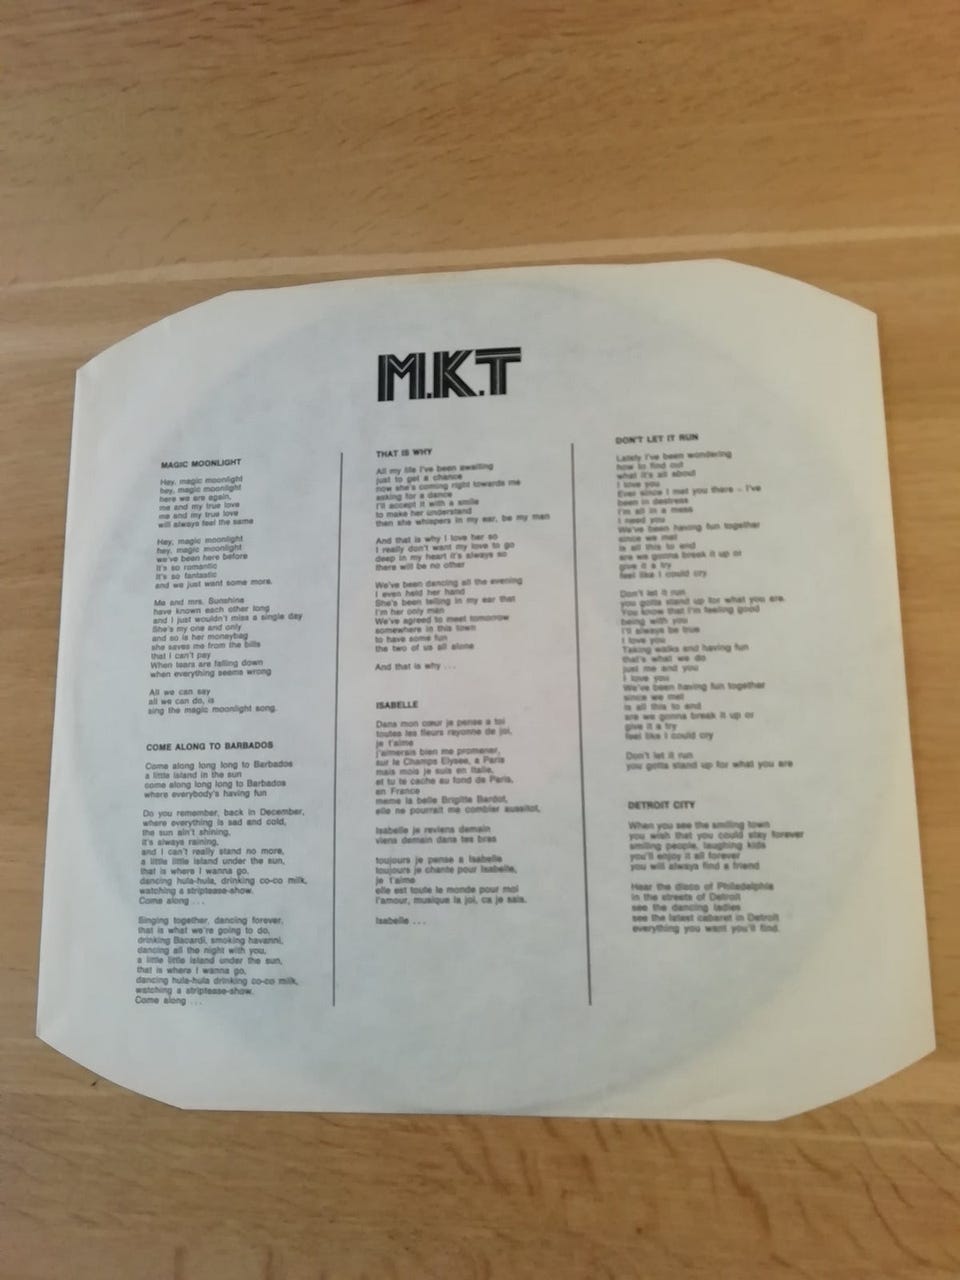 M.K.T
MAGIC MOONLIGHT
Hey, magic moonlight
hey, magic moonlight
here we are again,
me and my true love
me and my true love
will always feel the same
Hey, magic moonlight
hey, magic moonlight
we've been here before
it's so romantic
it's so fantastic
and we just want some more.
Me and mrs. Sunshine
have known each other long
and I just wouldn't miss a single day
She's my one and only
and so is her moneybag
she saves me from the bills
that I can't pay
When tears are falling down
when everything seems wrong
All we can say
all we can do, is
sing the magic moonlight song.
COME ALONG TO BARBADOS
Come along long long to Barbados
a little island in the sun
come along long long to Barbados
where everybody's having fun
Do you remember, back in December,
where everything is sad and cold,
the sun ain't shining,
it's always raining,
and I can't really stand no more,
a little little island under the sun,
that is where I wanna go,
dancing hula-hula, drinking co-co milk,
watching a striptease-show.
Come along ...
Singing together, dancing forever,
that is what we're going to do,
drinking Bacardi, smoking havanni,
dancing all the night with you,
a little little island under the sun,
that is where I wanna go,
dancing hula-hula drinking co-co milk,
watching a striptease-show.
Come along ...
THAT IS WHY
All my life I've been awaiting
just to get a chance
now she's coming right towards me
asking for a dance
I'll accept it with a smile
to make her understand
then she whispers in my ear, be my man
And that is why I love her so
I really don't want my love to go
deep in my heart it's always so
there will be no other
We've been dancing all the evening
I even held her hand
She's been telling in my ear that
I'm her only man
We've agreed to meet tomorrow
somewhere in this town
to have some fun
the two of us all alone
And that is why ...
ISABELLE
Dans mon cœur je pense a toi
toutes les fleurs rayonne de joi,
je t'aime
j'aimerais bien me promener,
sur le Champs Elysee, a Paris
mais mois je suis en Italie,
et tu te cache au fond de Paris,
en France
meme la belle Brigitte Bardot,
elle ne pourrait me combler aussitot,
Isabelle je reviens demain
viens demain dans tes bras
toujours je pense a Isabelle
toujours je chante pour Isabelle,
je t'aime
elle est toute le monde pour moi
l'amour, musique la joi, ca je sais.
Isabelle ...
DON'T LET IT RUN
Lately I've been wondering
how to find out
what it's all about
I love you
Ever since I met you there – I've
been in destress
I'm all in a mess
I need you
We've been having fun together
since we met
is all this to end
are we gonna break it up or
give it a try
feel like I could cry
Don't let it run
you gotta stand up for what you are.
You know that I'm feeling good
being with you
I'll always be true
I love you
Taking walks and having fun
that's what we do
just me and you
I love you
We've been having fun together
since we met
is all this to end
are we gonna break it up or
give it a try
feel like I could cry
Don't let it run
you gotta stand up for what you are
DETROIT CITY
When you see the smiling town
you wish that you could stay forever
smiling people, laughing kids
you'll enjoy it all forever
you will always find a friend
Hear the disco of Philadelphia
in the streets of Detroit
see the dancing ladies
see the latest cabaret in Detroit
everything you want you'll find.